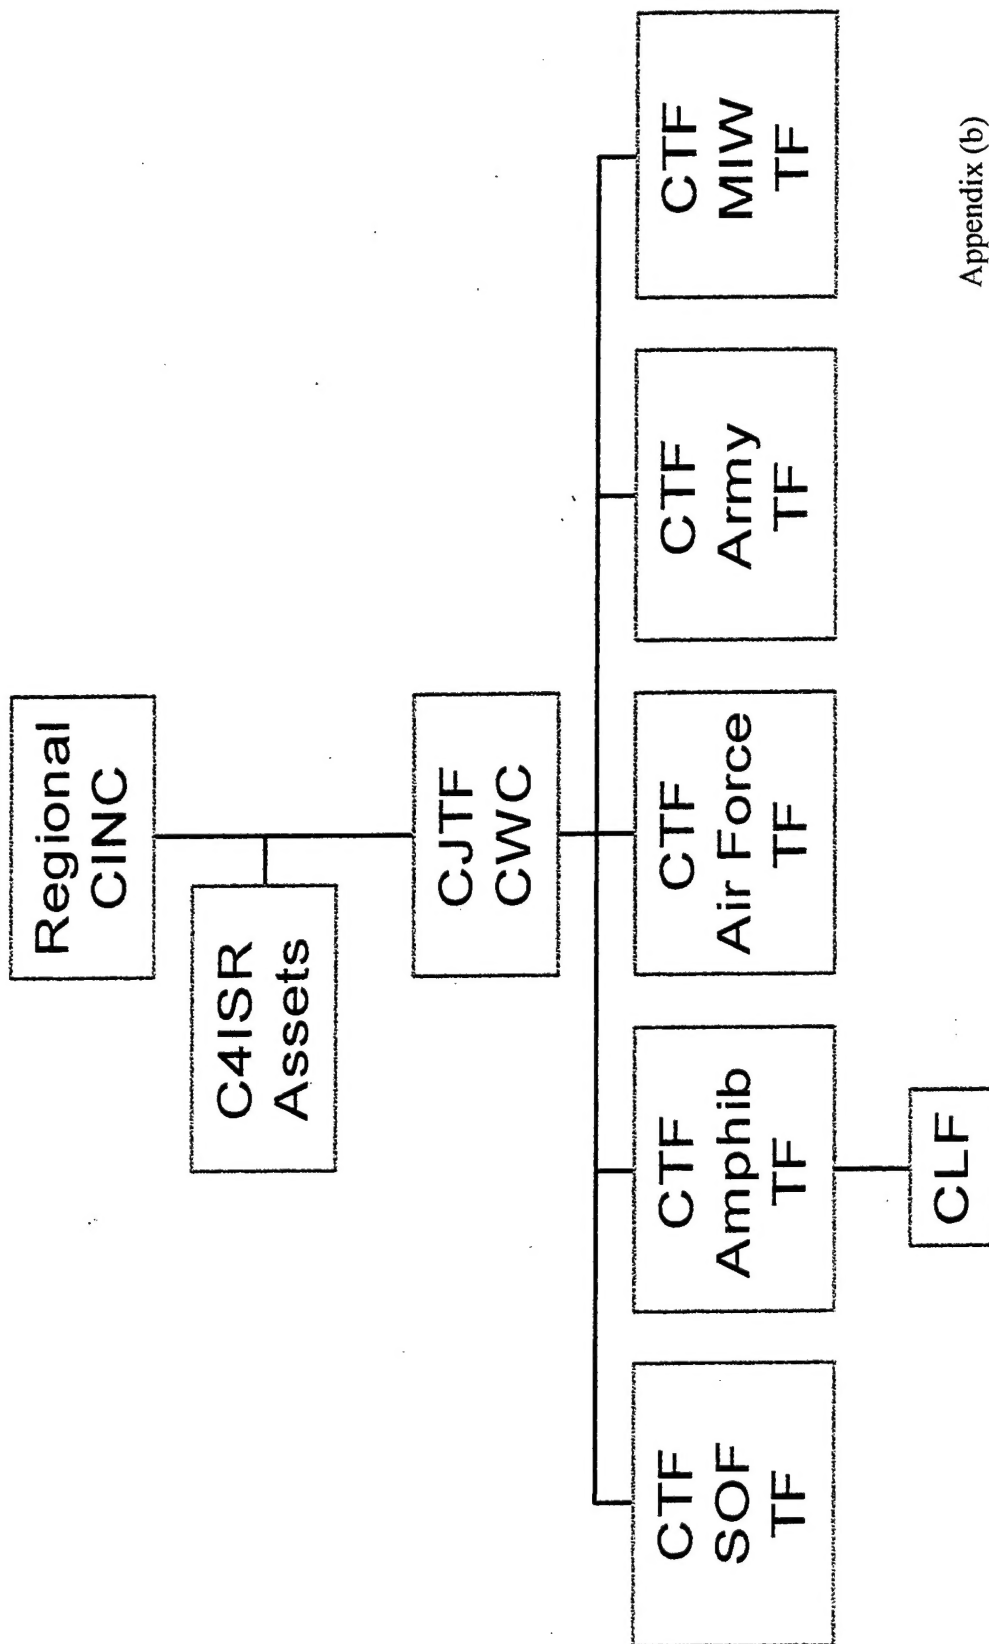 Regional
CINC
C4ISR
Assets
CJTF
CWC
CTF
SOF
TF
CTF
Amphib
TF
CTF
Air Force
TF
CTF
Army
TF
CTF
MIW
TF
CLF
Appendix (b)